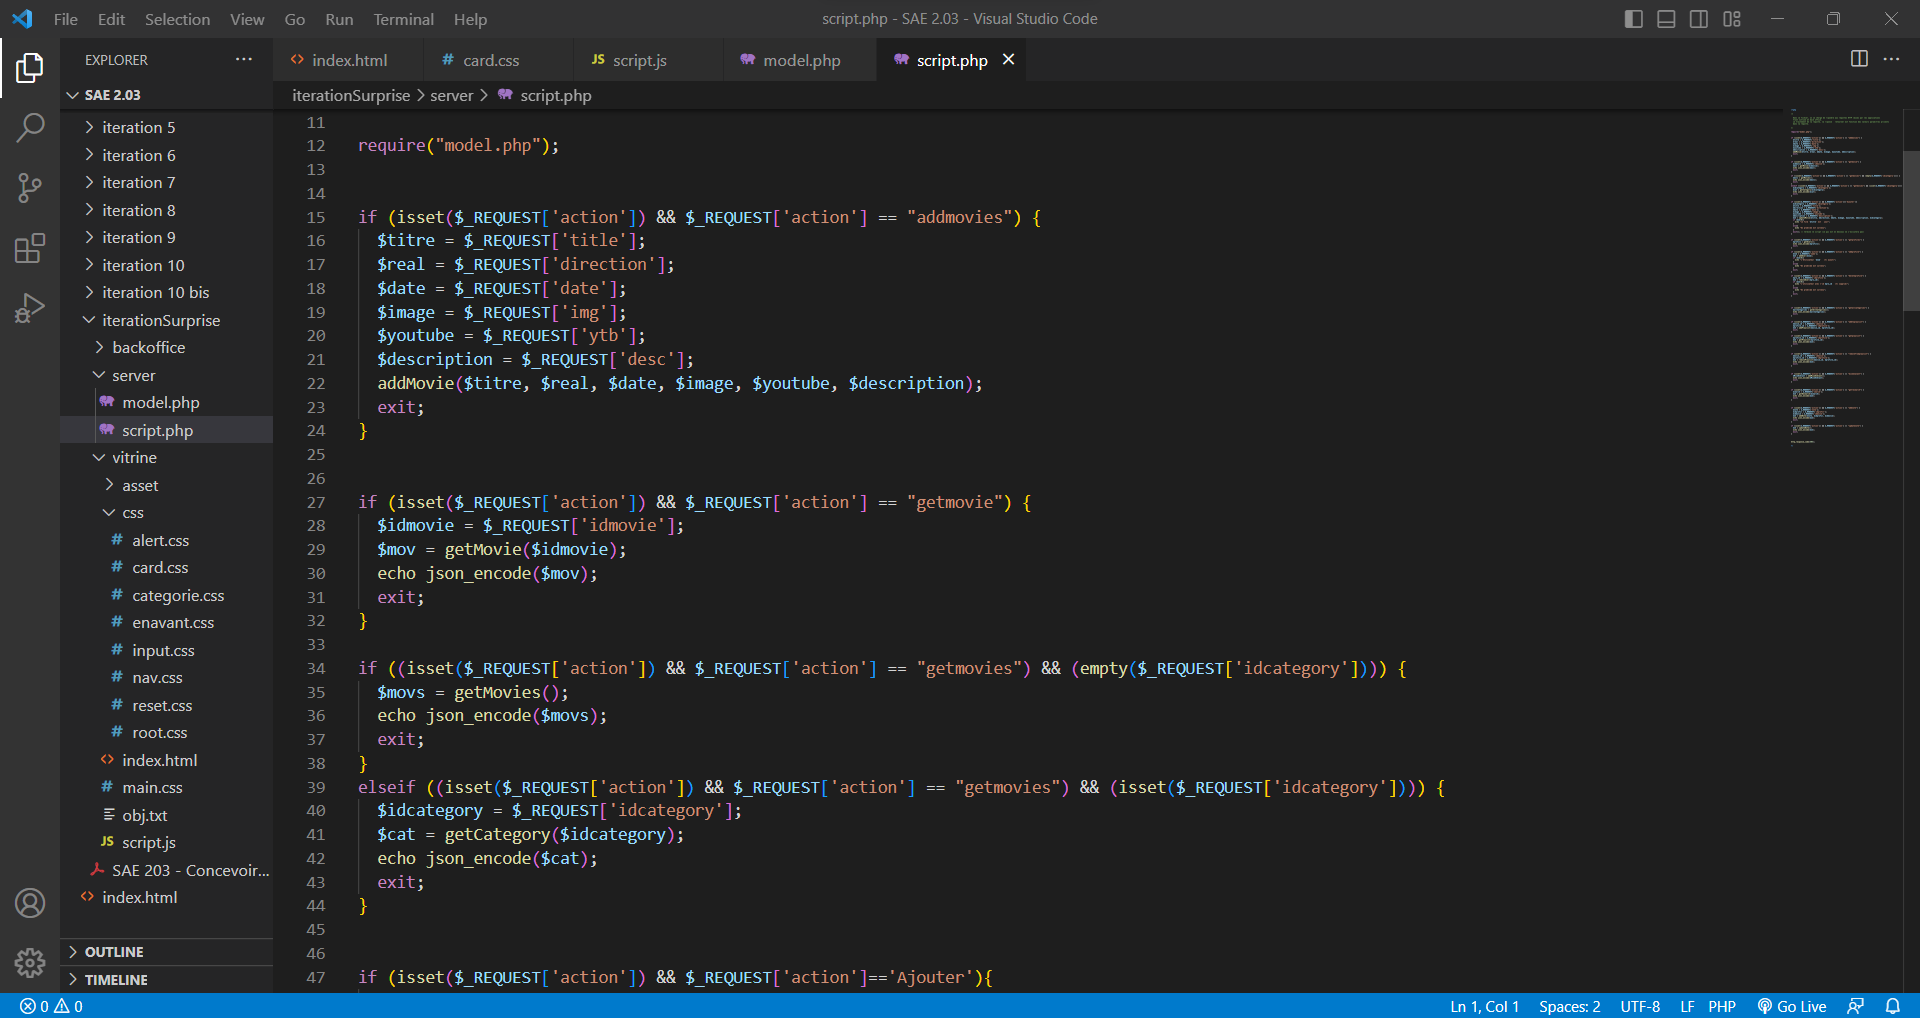 File Edit Selection View Go Run Terminal Help
script.php - SAE 2.03 - Visual Studio Code
EXPLORER
SAE 2.03
iteration 5
iteration 6
iteration 7
iteration 8
iteration 9
iteration 10
iteration 10 bis
iterationSurprise
backoffice
server
model.php
script.php
vitrine
asset
css
# alert.css
# card.css
# categorie.css
# enavant.css
# input.css
# nav.css
# reset.css
# root.css
<> index.html
# main.css
obj.txt
JS script.js
SAE 203 - Concevoir...
<> index.html
OUTLINE
TIMELINE
<> index.html
# card.css
JS script.js
model.php
script.php
iterationSurprise > server > script.php
11
12 require("model.php");
13
14
15 if (isset($_REQUEST['action']) && $_REQUEST['action'] == "addmovies") {
16 $titre = $_REQUEST['title'];
17 $real = $_REQUEST['direction'];
18 $date = $_REQUEST['date'];
19 $image = $_REQUEST['img'];
20 $youtube = $_REQUEST['ytb'];
21 $description = $_REQUEST['desc'];
22 addMovie($titre, $real, $date, $image, $youtube, $description);
23 exit;
24 }
25
26
27 if (isset($_REQUEST['action']) && $_REQUEST['action'] == "getmovie") {
28 $idmovie = $_REQUEST['idmovie'];
29 $mov = getMovie($idmovie);
30 echo json_encode($mov);
31 exit;
32 }
33
34 if ((isset($_REQUEST['action']) && $_REQUEST['action'] == "getmovies") && (empty($_REQUEST['idcategory']))) {
35 $movs = getMovies();
36 echo json_encode($movs);
37 exit;
38 }
39 elseif ((isset($_REQUEST['action']) && $_REQUEST['action'] == "getmovies") && (isset($_REQUEST['idcategory']))) {
40 $idcategory = $_REQUEST['idcategory'];
41 $cat = getCategory($idcategory);
42 echo json_encode($cat);
43 exit;
44 }
45
46
47 if (isset($_REQUEST['action']) && $_REQUEST['action']=='Ajouter'){
0 0
Ln 1, Col 1 Spaces: 2 UTF-8 LF PHP Go Live